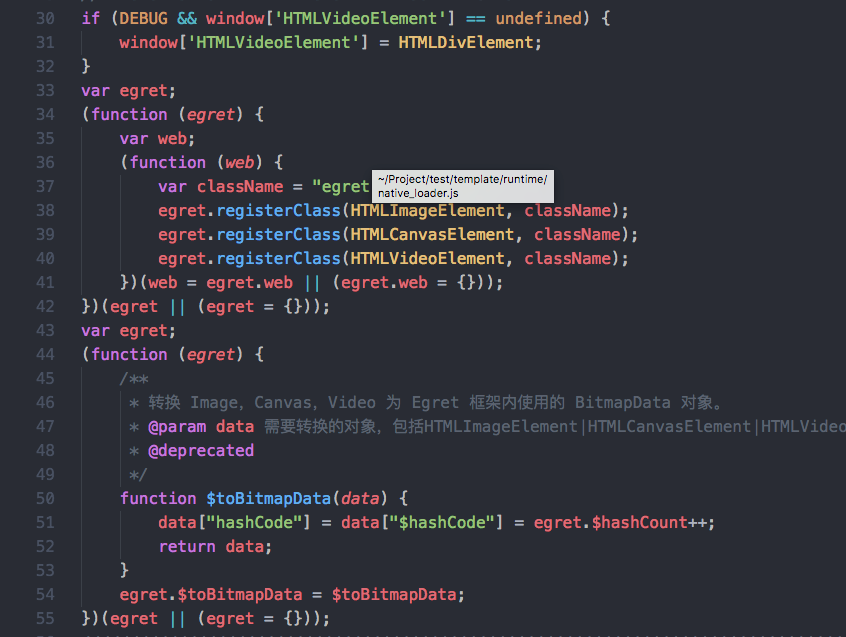 30 if (DEBUG && window['HTMLVideoElement'] == undefined) {
31     window['HTMLVideoElement'] = HTMLDivElement;
32 }
33 var egret;
34 (function (egret) {
35     var web;
36     (function (web) {
37         var className = "egret
~/Project/test/template/runtime/
native_loader.js
38         egret.registerClass(HTMLImageElement, className);
39         egret.registerClass(HTMLCanvasElement, className);
40         egret.registerClass(HTMLVideoElement, className);
41     })(web = egret.web || (egret.web = {}));
42 })(egret || (egret = {}));
43 var egret;
44 (function (egret) {
45     /**
46      * 转换 Image，Canvas，Video 为 Egret 框架内使用的 BitmapData 对象。
47      * @param data 需要转换的对象，包括HTMLImageElement|HTMLCanvasElement|HTMLVideo
48      * @deprecated
49      */
50     function $toBitmapData(data) {
51         data["hashCode"] = data["$hashCode"] = egret.$hashCount++;
52         return data;
53     }
54     egret.$toBitmapData = $toBitmapData;
55 })(egret || (egret = {}));